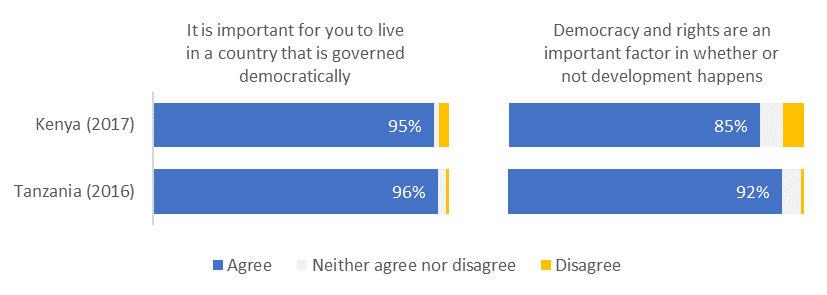 It is important for you to live
in a country that is governed
democratically
Democracy and rights are an
important factor in whether or
not development happens
Kenya (2017)
95%
85%
Tanzania (2016)
96%
92%
Agree
Neither agree nor disagree
Disagree